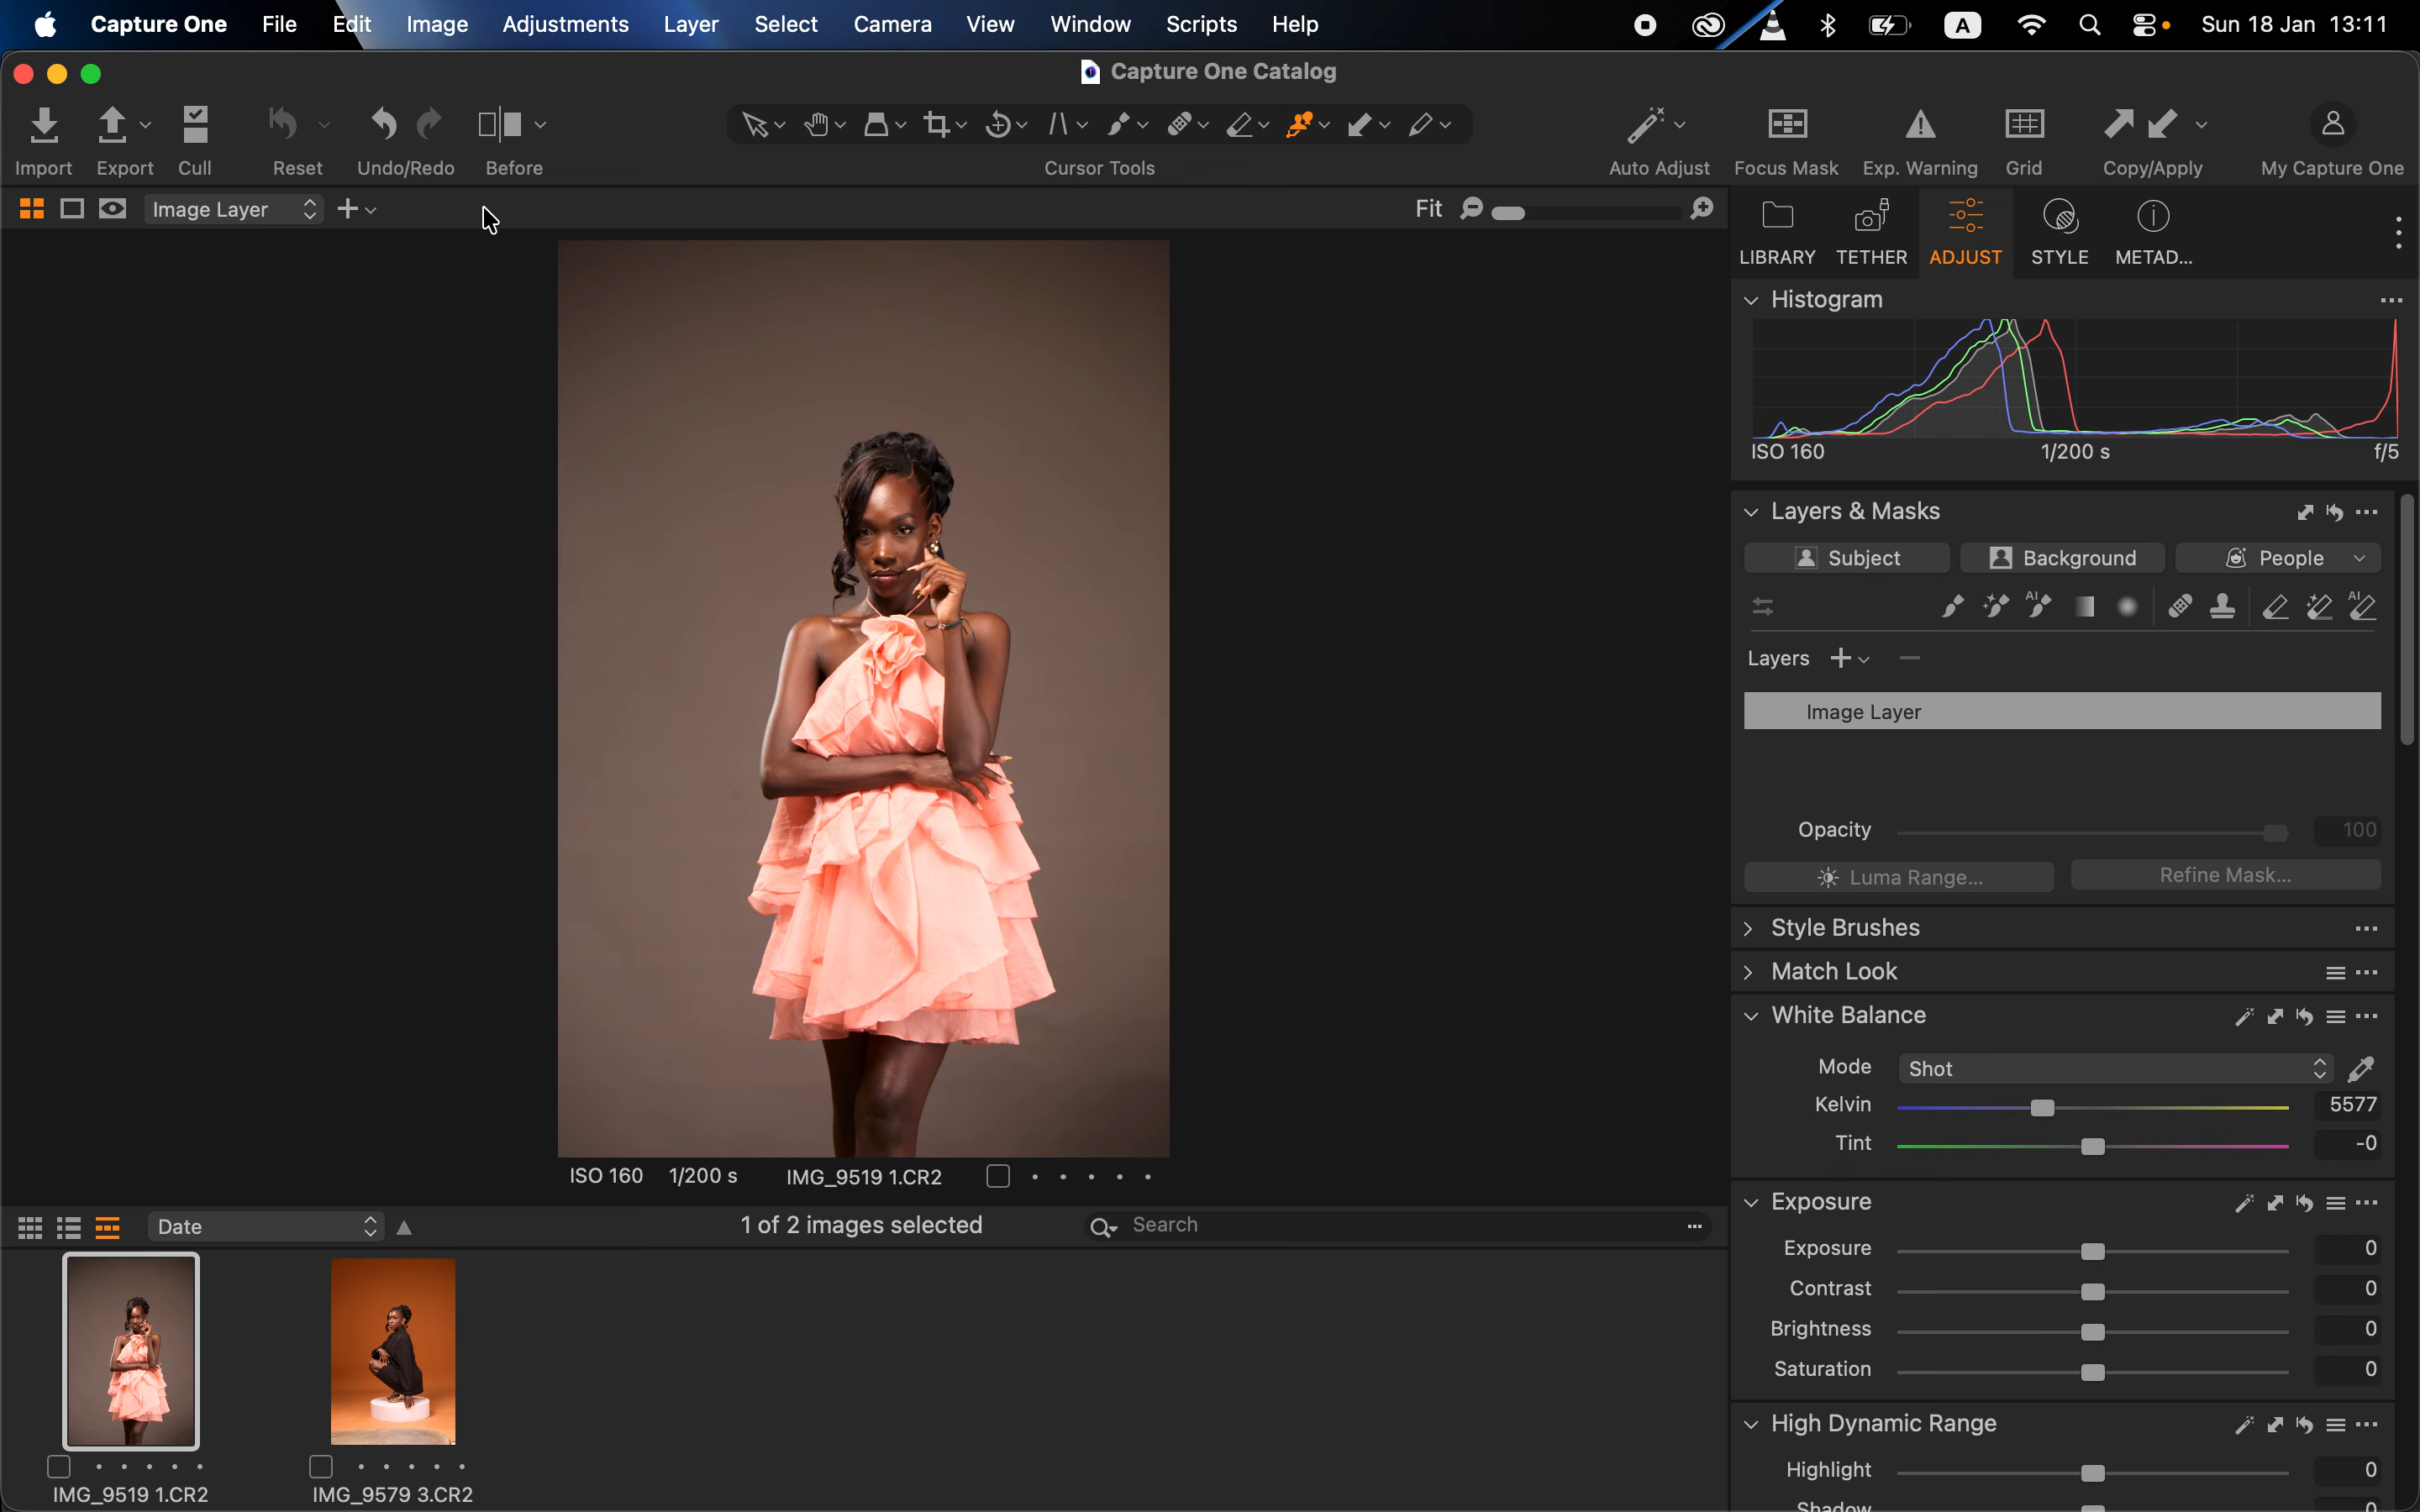 Capture One File Edit Image Adjustments Layer Select Camera View Window Scripts Help A Sun 18 Jan 13:11
Capture One Catalog
Import Export Cull Reset Undo/Redo Before Cursor Tools Auto Adjust Focus Mask Exp. Warning Grid Copy/Apply My Capture One
Image Layer Fit
LIBRARY TETHER ADJUST STYLE METAD...
Histogram
ISO 160 1/200 s f/5
Layers & Masks
Subject Background People
AI AI
Layers
Image Layer
Opacity 100
Luma Range... Refine Mask...
Style Brushes
Match Look
White Balance
Mode Shot
Kelvin 5577
Tint -0
ISO 160 1/200 s IMG_9519 1.CR2
Exposure
Date 1 of 2 images selected Search
Exposure 0
Contrast 0
Brightness 0
Saturation 0
High Dynamic Range
Highlight 0
Shadow 0
IMG_9519 1.CR2 IMG_9579 3.CR2